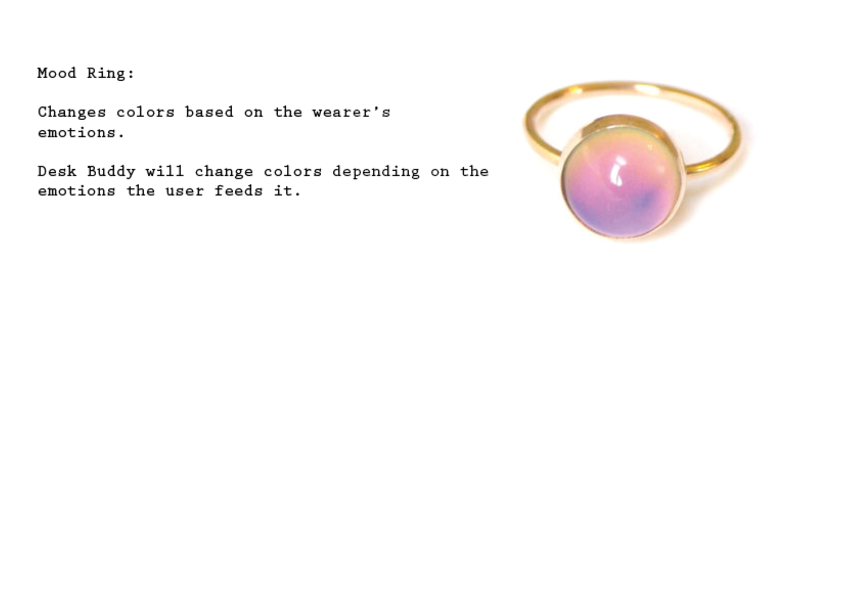 Mood Ring:
Changes colors based on the wearer's
emotions.
Desk Buddy will change colors depending on the
emotions the user feeds it.